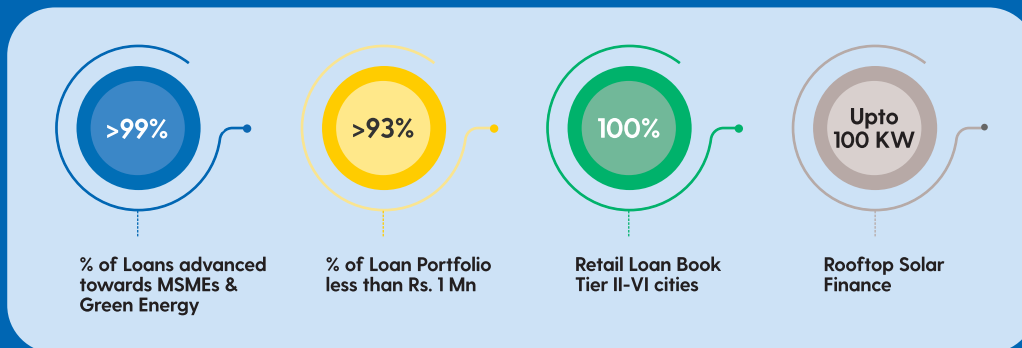 >99%
% of Loans advanced
towards MSMEs &
Green Energy
>93%
% of Loan Portfolio
less than Rs. 1 Mn
100%
Retail Loan Book
Tier II-VI cities
Upto
100 KW
Rooftop Solar
Finance